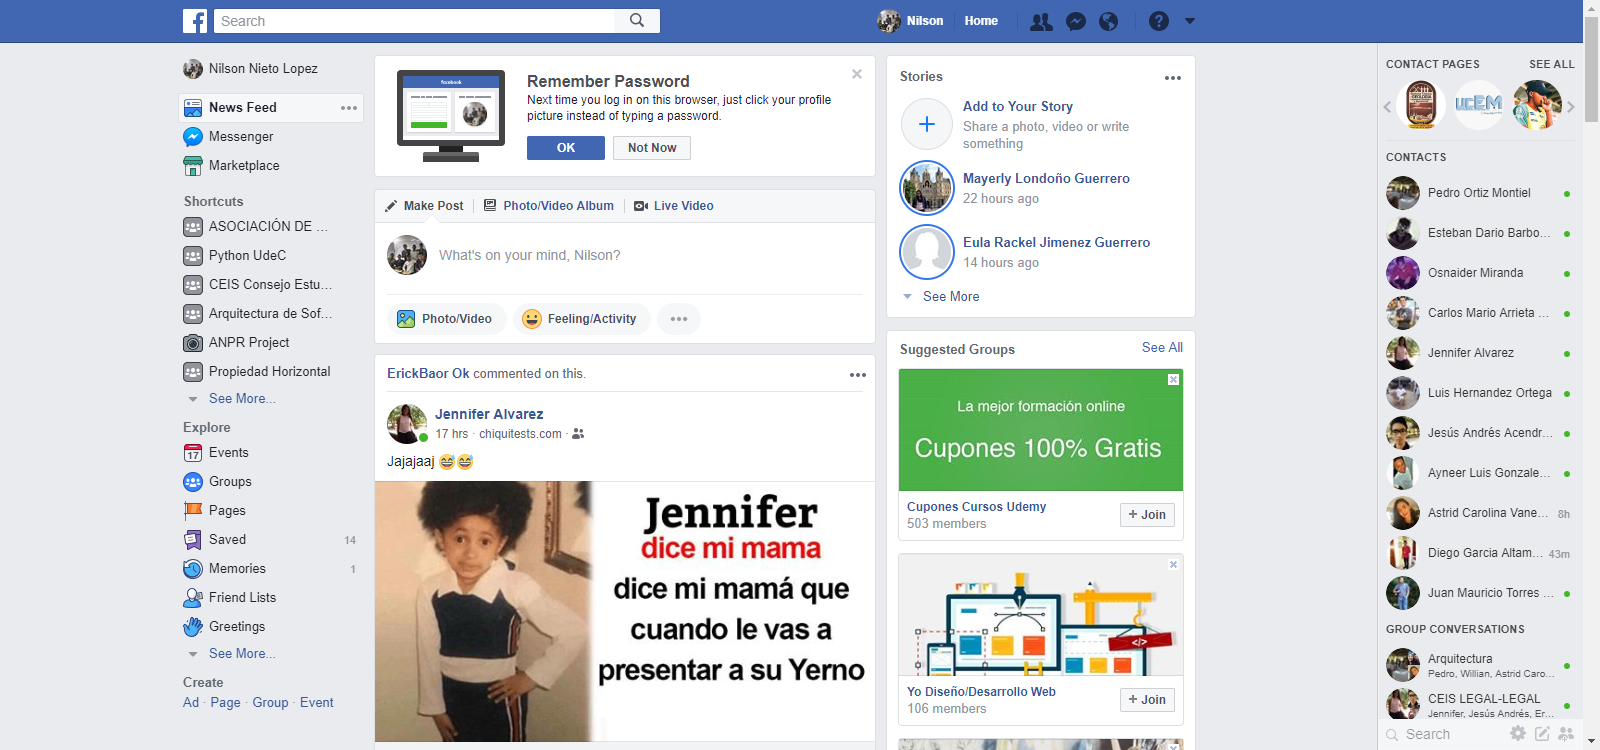 Search
Nilson
Home
Nilson Nieto Lopez
News Feed
Messenger
Marketplace
Shortcuts
ASOCIACIÓN DE ...
Python UdeC
CEIS Consejo Estu...
Arquitectura de Sof...
ANPR Project
Propiedad Horizontal
See More...
Explore
17
Events
Groups
Pages
Saved
14
Memories
1
Friend Lists
Greetings
See More...
Create
Ad · Page · Group · Event
facebook
Remember Password
Next time you log in on this browser, just click your profile
picture instead of typing a password.
OK
Not Now
Make Post
Photo/Video Album
Live Video
What's on your mind, Nilson?
Photo/Video
Feeling/Activity
ErickBaor Ok commented on this.
Jennifer Alvarez
17 hrs · chiquitests.com ·
Jajajaaj 😅😅
Jennifer
dice mi mama
dice mi mamá que
cuando le vas a
presentar a su Yerno
Stories
Add to Your Story
Share a photo, video or write
something
Mayerly Londoño Guerrero
22 hours ago
Eula Rackel Jimenez Guerrero
14 hours ago
See More
Suggested Groups
See All
La mejor formación online
Cupones 100% Gratis
Cupones Cursos Udemy
503 members
+ Join
</>
Yo Diseño/Desarrollo Web
106 members
+ Join
CONTACT PAGES
SEE ALL
UCEM
CONTACTS
Pedro Ortiz Montiel
Esteban Dario Barbo...
Osnaider Miranda
Carlos Mario Arrieta ...
Jennifer Alvarez
Luis Hernandez Ortega
Jesús Andrés Acendr...
Ayneer Luis Gonzale...
Astrid Carolina Vane...
8h
Diego Garcia Altam...
43m
Juan Mauricio Torres ...
GROUP CONVERSATIONS
Arquitectura
Pedro, Willian, Astrid Caro...
CEIS LEGAL-LEGAL
Jennifer, Jesús Andrés, Er...
Search